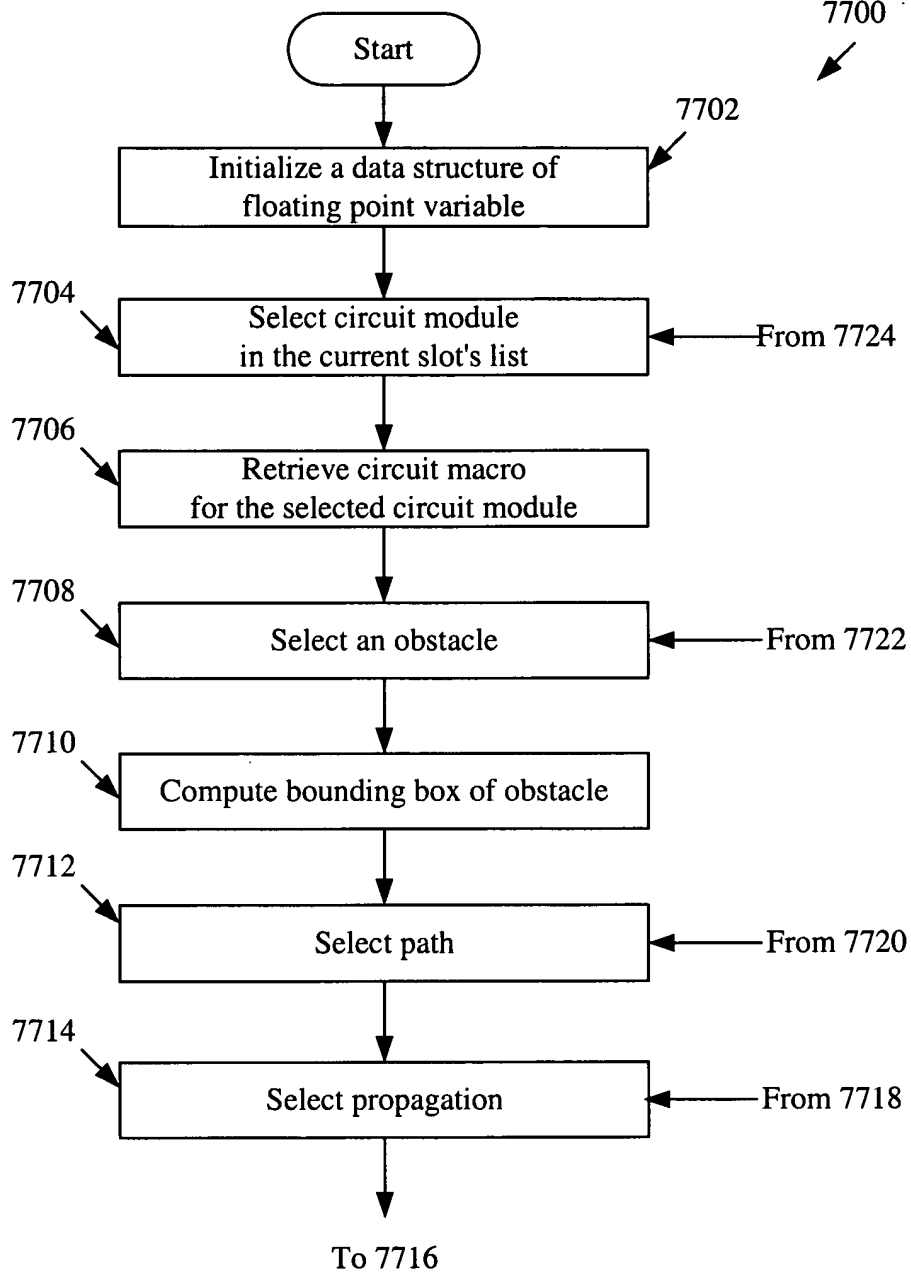 7700
Start
7702
Initialize a data structure of
floating point variable
7704
Select circuit module
in the current slot's list
From 7724
7706
Retrieve circuit macro
for the selected circuit module
7708
Select an obstacle
From 7722
7710
Compute bounding box of obstacle
7712
Select path
From 7720
7714
Select propagation
From 7718
To 7716